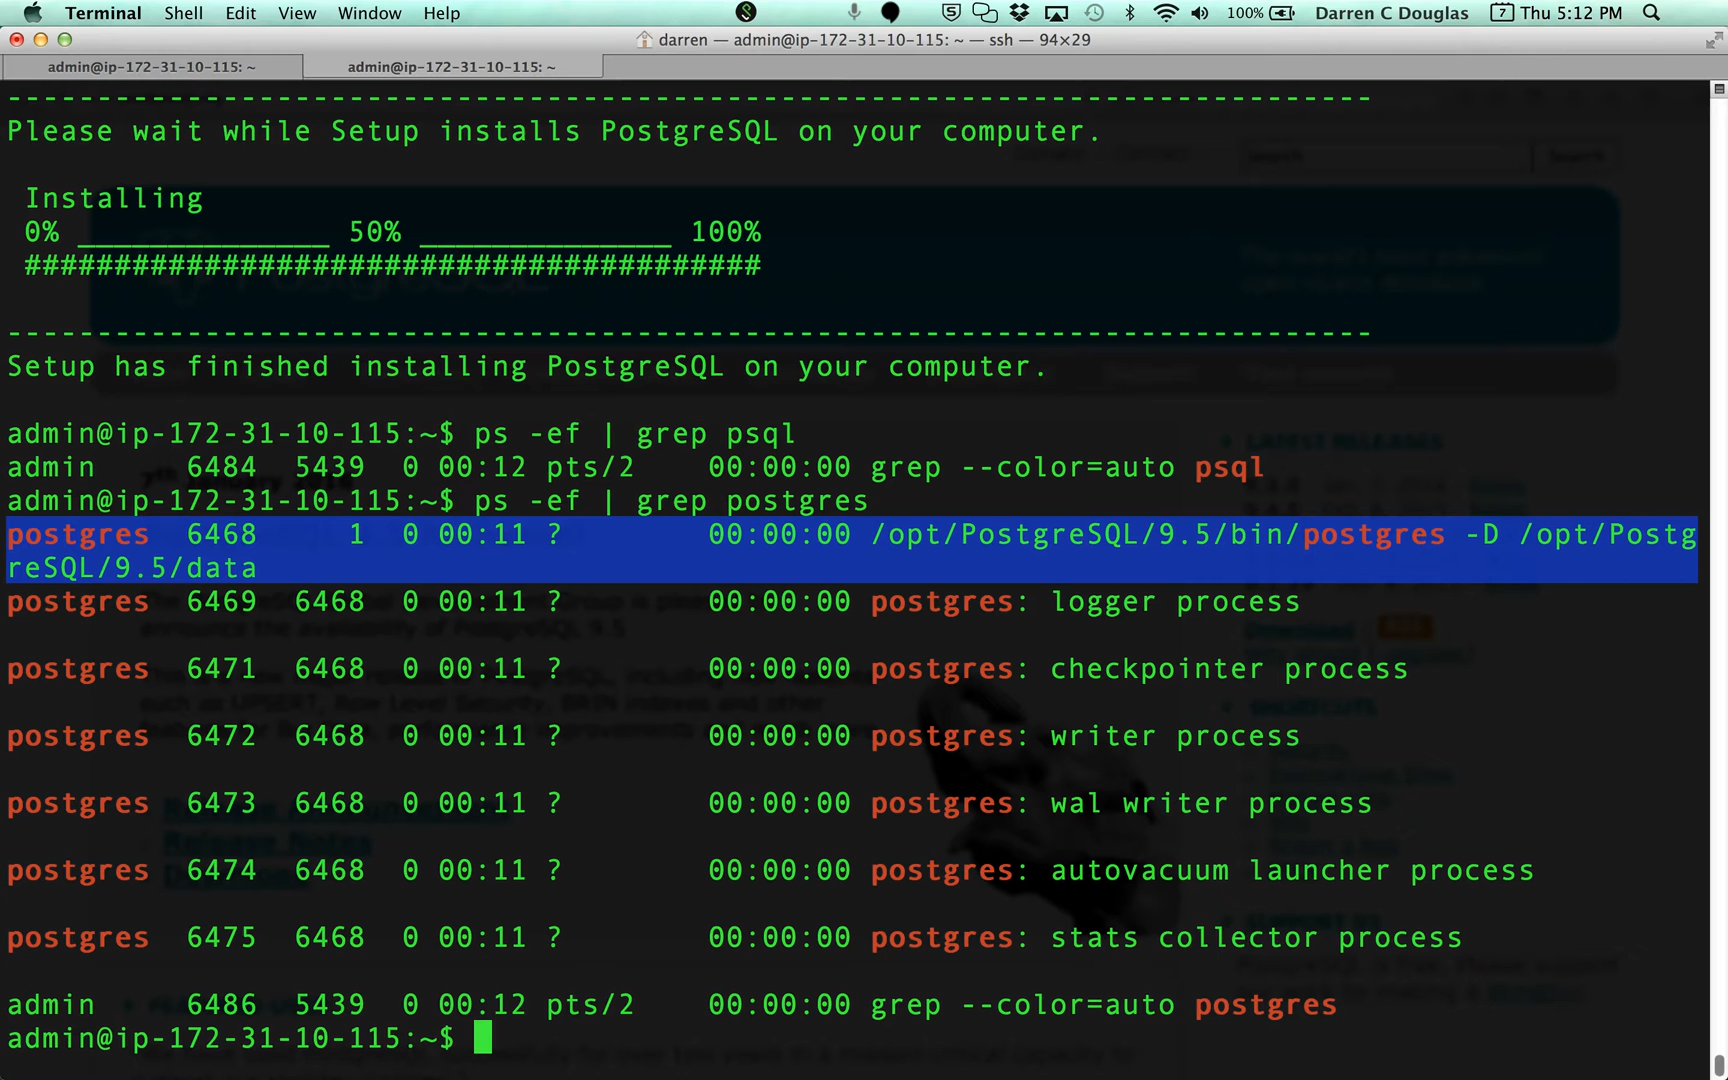 Terminal Shell Edit View Window Help 100% Darren C Douglas 7 Thu 5:12 PM
darren — admin@ip-172-31-10-115: ~ — ssh — 94×29
admin@ip-172-31-10-115: ~ admin@ip-172-31-10-115: ~
----------------------------------------------------------------------------
Please wait while Setup installs PostgreSQL on your computer.
Installing
0% ______________ 50% ______________ 100%
#########################################
----------------------------------------------------------------------------
Setup has finished installing PostgreSQL on your computer.
admin@ip-172-31-10-115:~$ ps -ef | grep psql
admin 6484 5439 0 00:12 pts/2 00:00:00 grep --color=auto psql
admin@ip-172-31-10-115:~$ ps -ef | grep postgres
postgres 6468 1 0 00:11 ? 00:00:00 /opt/PostgreSQL/9.5/bin/postgres -D /opt/Postg
reSQL/9.5/data
postgres 6469 6468 0 00:11 ? 00:00:00 postgres: logger process
postgres 6471 6468 0 00:11 ? 00:00:00 postgres: checkpointer process
postgres 6472 6468 0 00:11 ? 00:00:00 postgres: writer process
postgres 6473 6468 0 00:11 ? 00:00:00 postgres: wal writer process
postgres 6474 6468 0 00:11 ? 00:00:00 postgres: autovacuum launcher process
postgres 6475 6468 0 00:11 ? 00:00:00 postgres: stats collector process
admin 6486 5439 0 00:12 pts/2 00:00:00 grep --color=auto postgres
admin@ip-172-31-10-115:~$